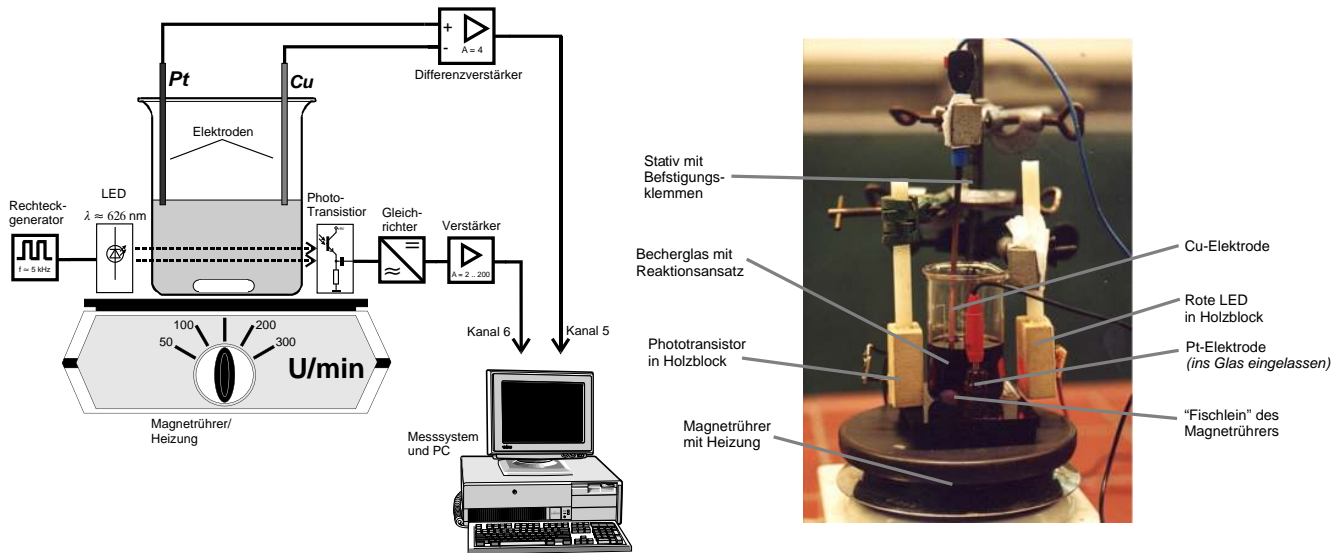 +
-
A = 4
Differenzverstärker
Pt
Cu
Elektroden
LED
λ ≈ 626 nm
Rechteck-
generator
f ≈ 5 kHz
Photo-
Transistior
Gleich-
richter
Verstärker
A = 2 .. 200
Kanal 6
Kanal 5
50
100
200
300
U/min
Magnetrührer/
Heizung
Messsystem
und PC
Stativ mit
Befstigungs-
klemmen
Becherglas mit
Reaktionsansatz
Phototransistor
in Holzblock
Magnetrührer
mit Heizung
Cu-Elektrode
Rote LED
in Holzblock
Pt-Elektrode
(ins Glas eingelassen)
“Fischlein” des
Magnetrührers